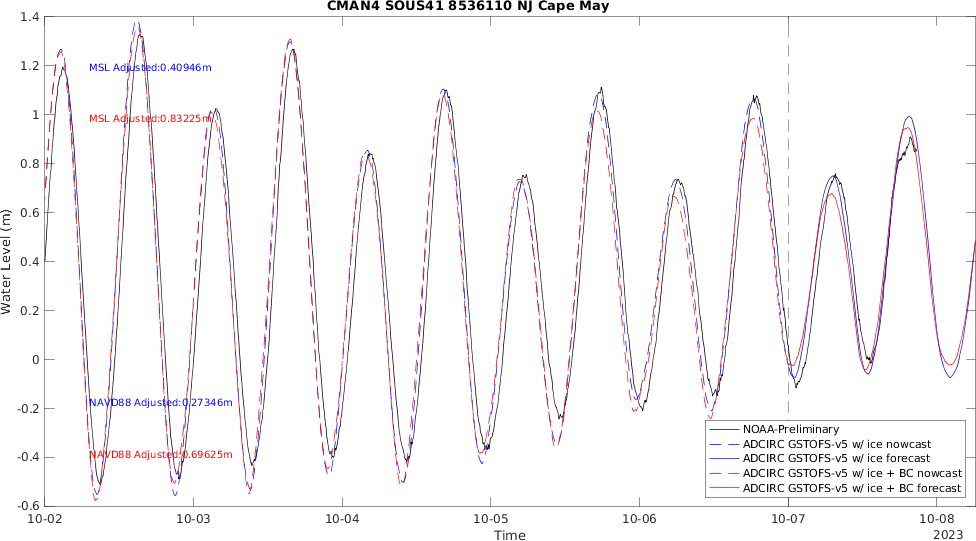 CMAN4 SOUS41 8536110 NJ Cape May
1.4
1.2
1
0.8
0.6
0.4
0.2
0
-0.2
-0.4
-0.6
Water Level (m)
MSL Adjusted:0.40946m
MSL Adjusted:0.83225m
NAVD88 Adjusted:0.27346m
NAVD88 Adjusted:0.69625m
NOAA-Preliminary
ADCIRC GSTOFS-v5 w/ ice nowcast
ADCIRC GSTOFS-v5 w/ ice forecast
ADCIRC GSTOFS-v5 w/ ice + BC nowcast
ADCIRC GSTOFS-v5 w/ ice + BC forecast
10-02 10-03 10-04 10-05 10-06 10-07 10-08
Time
2023